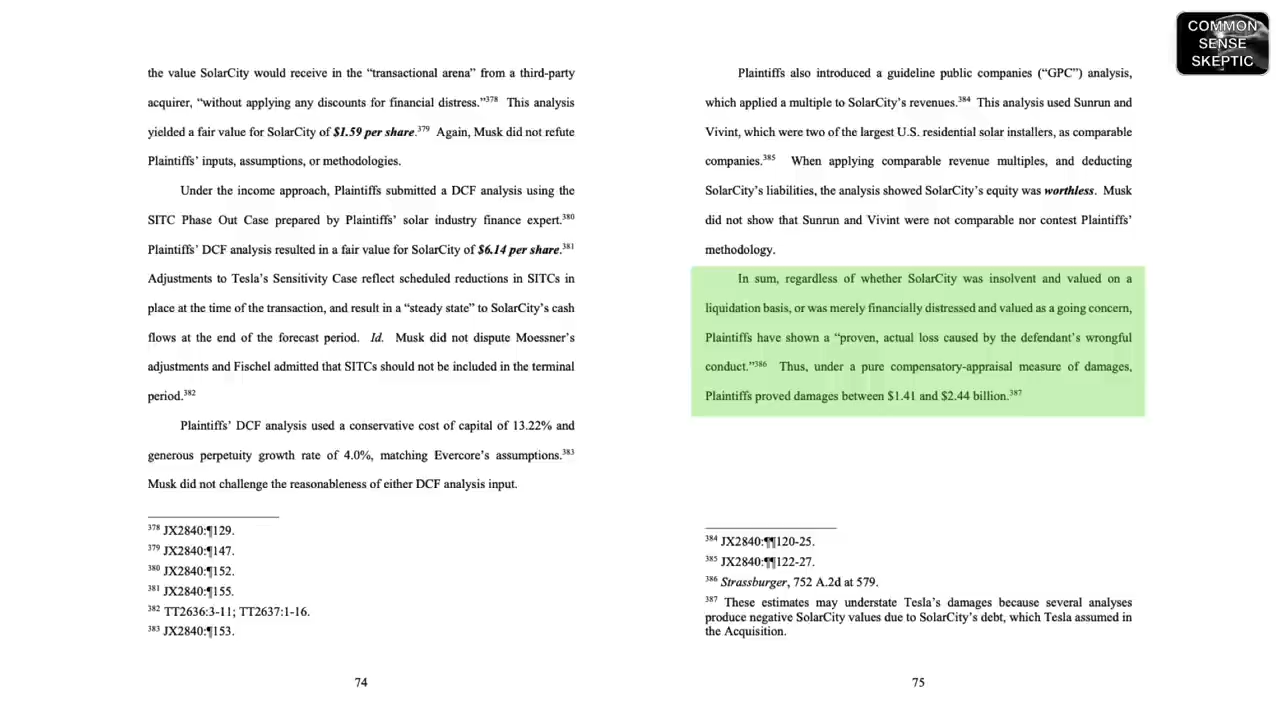 COMMON
SENSE
SKEPTIC
the value SolarCity would receive in the “transactional arena” from a third-party
acquirer, “without applying any discounts for financial distress.”378 This analysis
yielded a fair value for SolarCity of $1.59 per share.379 Again, Musk did not refute
Plaintiffs’ inputs, assumptions, or methodologies.
Under the income approach, Plaintiffs submitted a DCF analysis using the
SITC Phase Out Case prepared by Plaintiffs’ solar industry finance expert.380
Plaintiffs’ DCF analysis resulted in a fair value for SolarCity of $6.14 per share.381
Adjustments to Tesla’s Sensitivity Case reflect scheduled reductions in SITCs in
place at the time of the transaction, and result in a “steady state” to SolarCity’s cash
flows at the end of the forecast period. Id. Musk did not dispute Moessner’s
adjustments and Fischel admitted that SITCs should not be included in the terminal
period.382
Plaintiffs’ DCF analysis used a conservative cost of capital of 13.22% and
generous perpetuity growth rate of 4.0%, matching Evercore’s assumptions.383
Musk did not challenge the reasonableness of either DCF analysis input.
378 JX2840:¶129.
379 JX2840:¶147.
380 JX2840:¶152.
381 JX2840:¶155.
382 TT2636:3-11; TT2637:1-16.
383 JX2840:¶153.
74
Plaintiffs also introduced a guideline public companies (“GPC”) analysis,
which applied a multiple to SolarCity’s revenues.384 This analysis used Sunrun and
Vivint, which were two of the largest U.S. residential solar installers, as comparable
companies.385 When applying comparable revenue multiples, and deducting
SolarCity’s liabilities, the analysis showed SolarCity’s equity was worthless. Musk
did not show that Sunrun and Vivint were not comparable nor contest Plaintiffs’
methodology.
In sum, regardless of whether SolarCity was insolvent and valued on a
liquidation basis, or was merely financially distressed and valued as a going concern,
Plaintiffs have shown a “proven, actual loss caused by the defendant’s wrongful
conduct.”386 Thus, under a pure compensatory-appraisal measure of damages,
Plaintiffs proved damages between $1.41 and $2.44 billion.387
384 JX2840:¶¶120-25.
385 JX2840:¶¶122-27.
386 Strassburger, 752 A.2d at 579.
387 These estimates may understate Tesla’s damages because several analyses
produce negative SolarCity values due to SolarCity’s debt, which Tesla assumed in
the Acquisition.
75